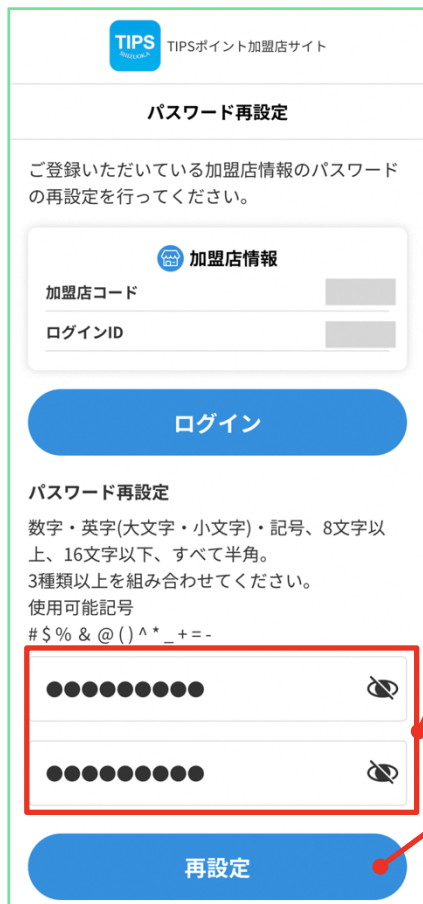 TIPS
SHIZUOKA
TIPSポイント加盟店サイト
パスワード再設定
ご登録いただいている加盟店情報のパスワード
の再設定を行ってください。
加盟店情報
加盟店コード
ログインID
ログイン
パスワード再設定
数字・英字(大文字・小文字)・記号、8文字以
上、16文字以下、すべて半角。
3種類以上を組み合わせてください。
使用可能記号
# $ % & @ ( ) ^ * _ + = -
●●●●●●●●●
●●●●●●●●●
再設定